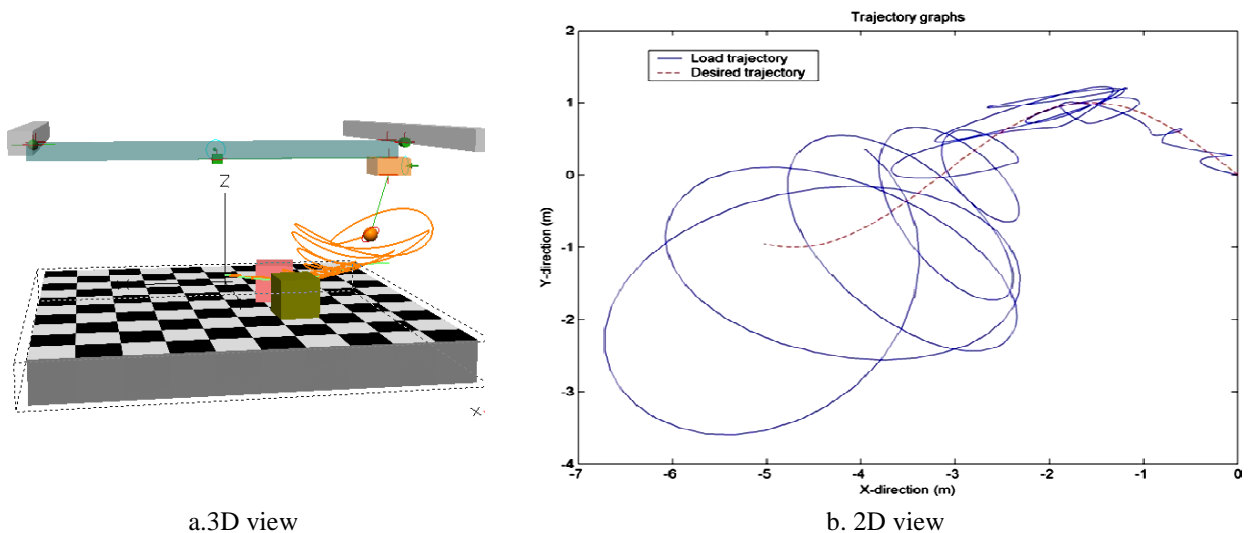 Trajectory graphs
Load trajectory
Desired trajectory
2
1
0
-1
-2
-3
-4
Y-direction (m)
-7
-6
-5
-4
-3
-2
-1
0
X-direction (m)
Z
X
a.3D view
b. 2D view